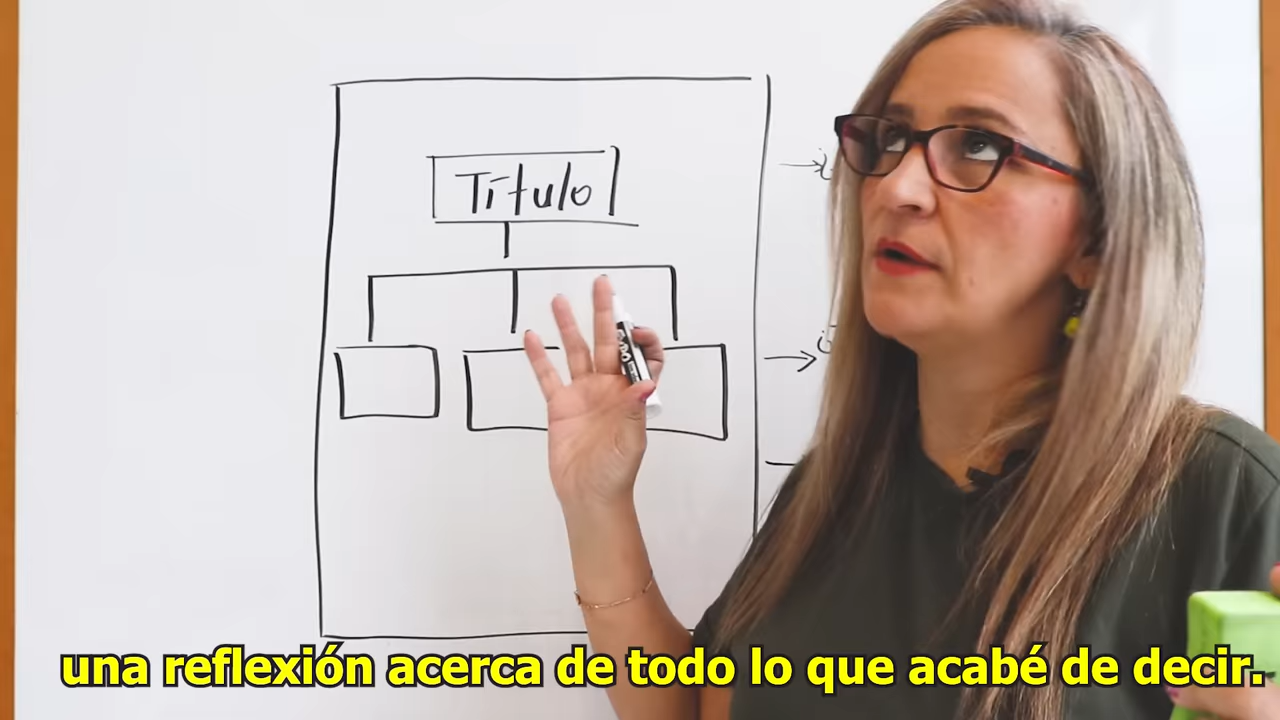 Título
una reflexión acerca de todo lo que acabé de decir.